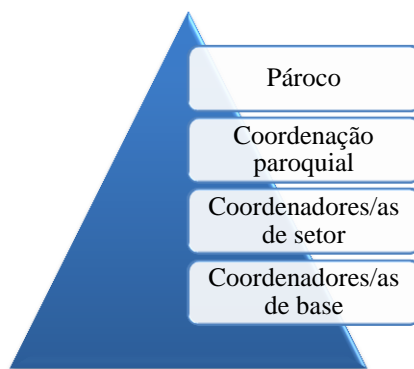 Pároco
Coordenação
paroquial
Coordenadores/as
de setor
Coordenadores/as
de base